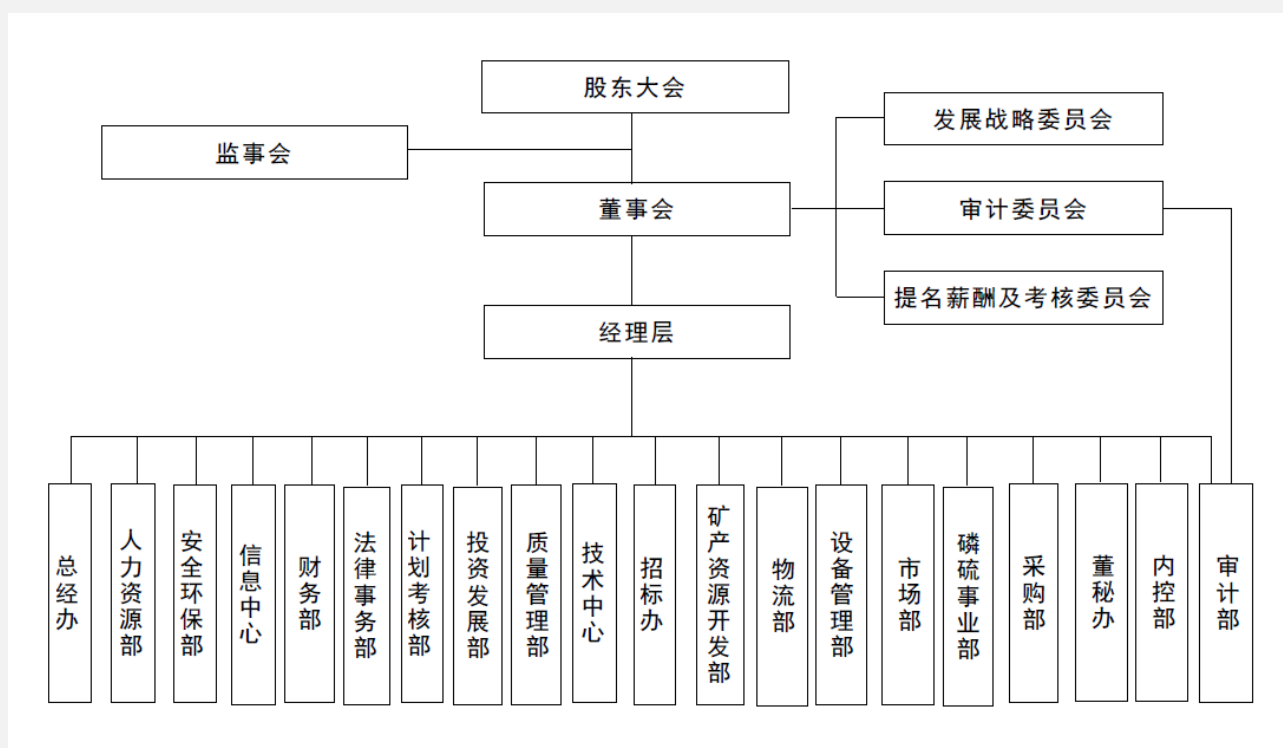 股东大会
发展战略委员会
监事会
董事会
审计委员会
提名薪酬及考核委员会
经理层
总经办
人力资源部
安全环保部
信息中心
财务部
法律事务部
计划考核部
投资发展部
质量管理部
技术中心
招标办
矿产资源开发部
物流部
设备管理部
市场部
磷硫事业部
采购部
董秘办
内控部
审计部